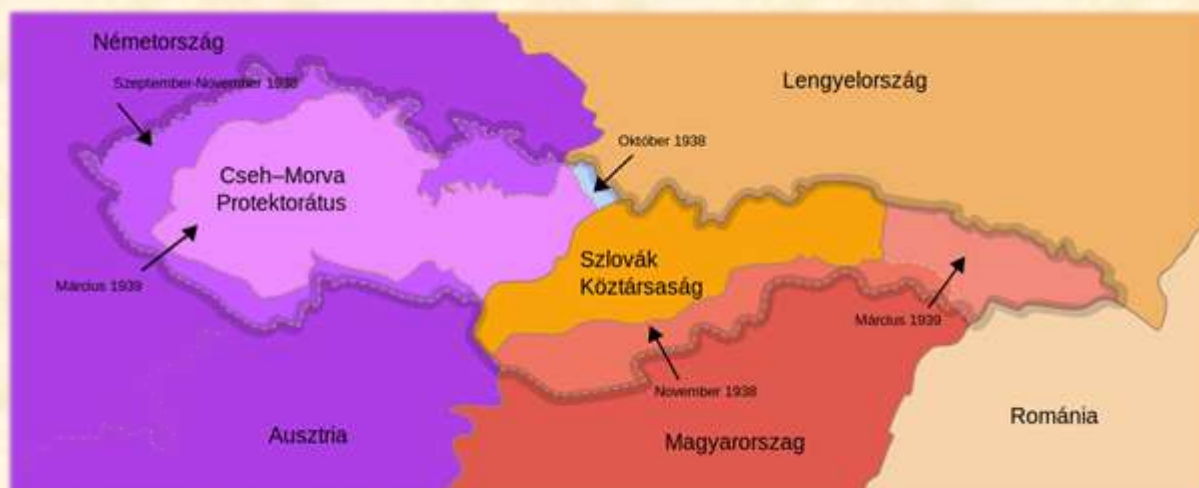 Németország
Szeptember-November 1938
Lengyelország
Október 1938
Cseh–Morva
Protektorátus
Szlovák
Köztársaság
Március 1939
Március 1939
November 1938
Románia
Ausztria
Magyarorszag